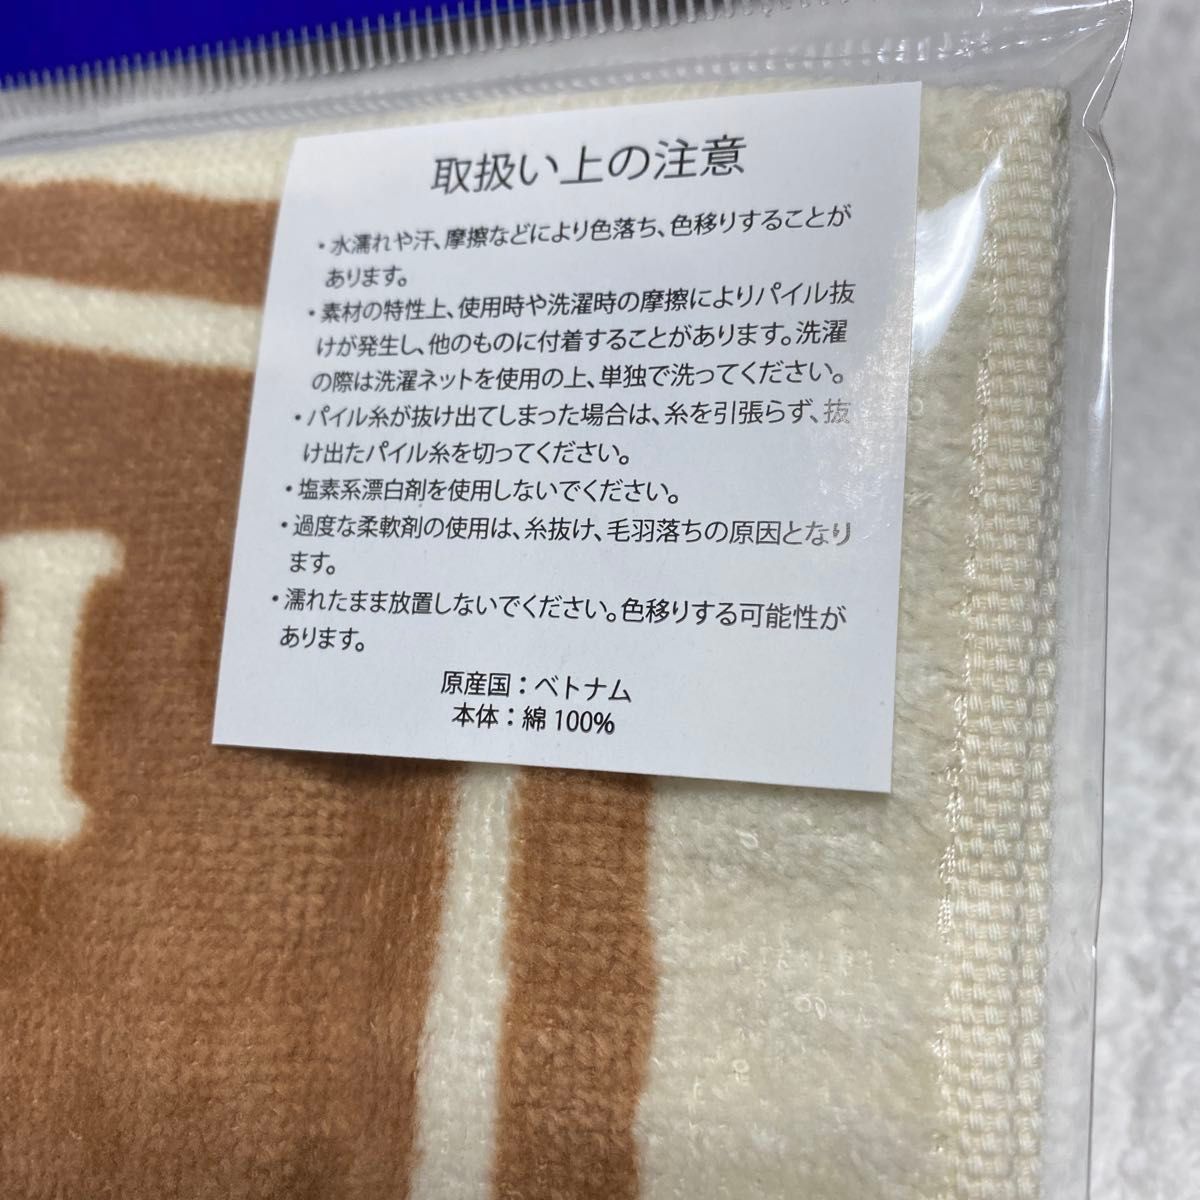 取扱い上の注意
・水濡れや汗、摩擦などにより色落ち、色移りすることが
あります。
・素材の特性上、使用時や洗濯時の摩擦によりパイル抜
けが発生し、他のものに付着することがあります。洗濯
の際は洗濯ネットを使用の上、単独で洗ってください。
・パイル糸が抜け出てしまった場合は、糸を引張らず、抜
け出たパイル糸を切ってください。
・塩素系漂白剤を使用しないでください。
・過度な柔軟剤の使用は、糸抜け、毛羽落ちの原因となり
ます。
・濡れたまま放置しないでください。色移りする可能性が
あります。
原産国：ベトナム
本体：綿100%